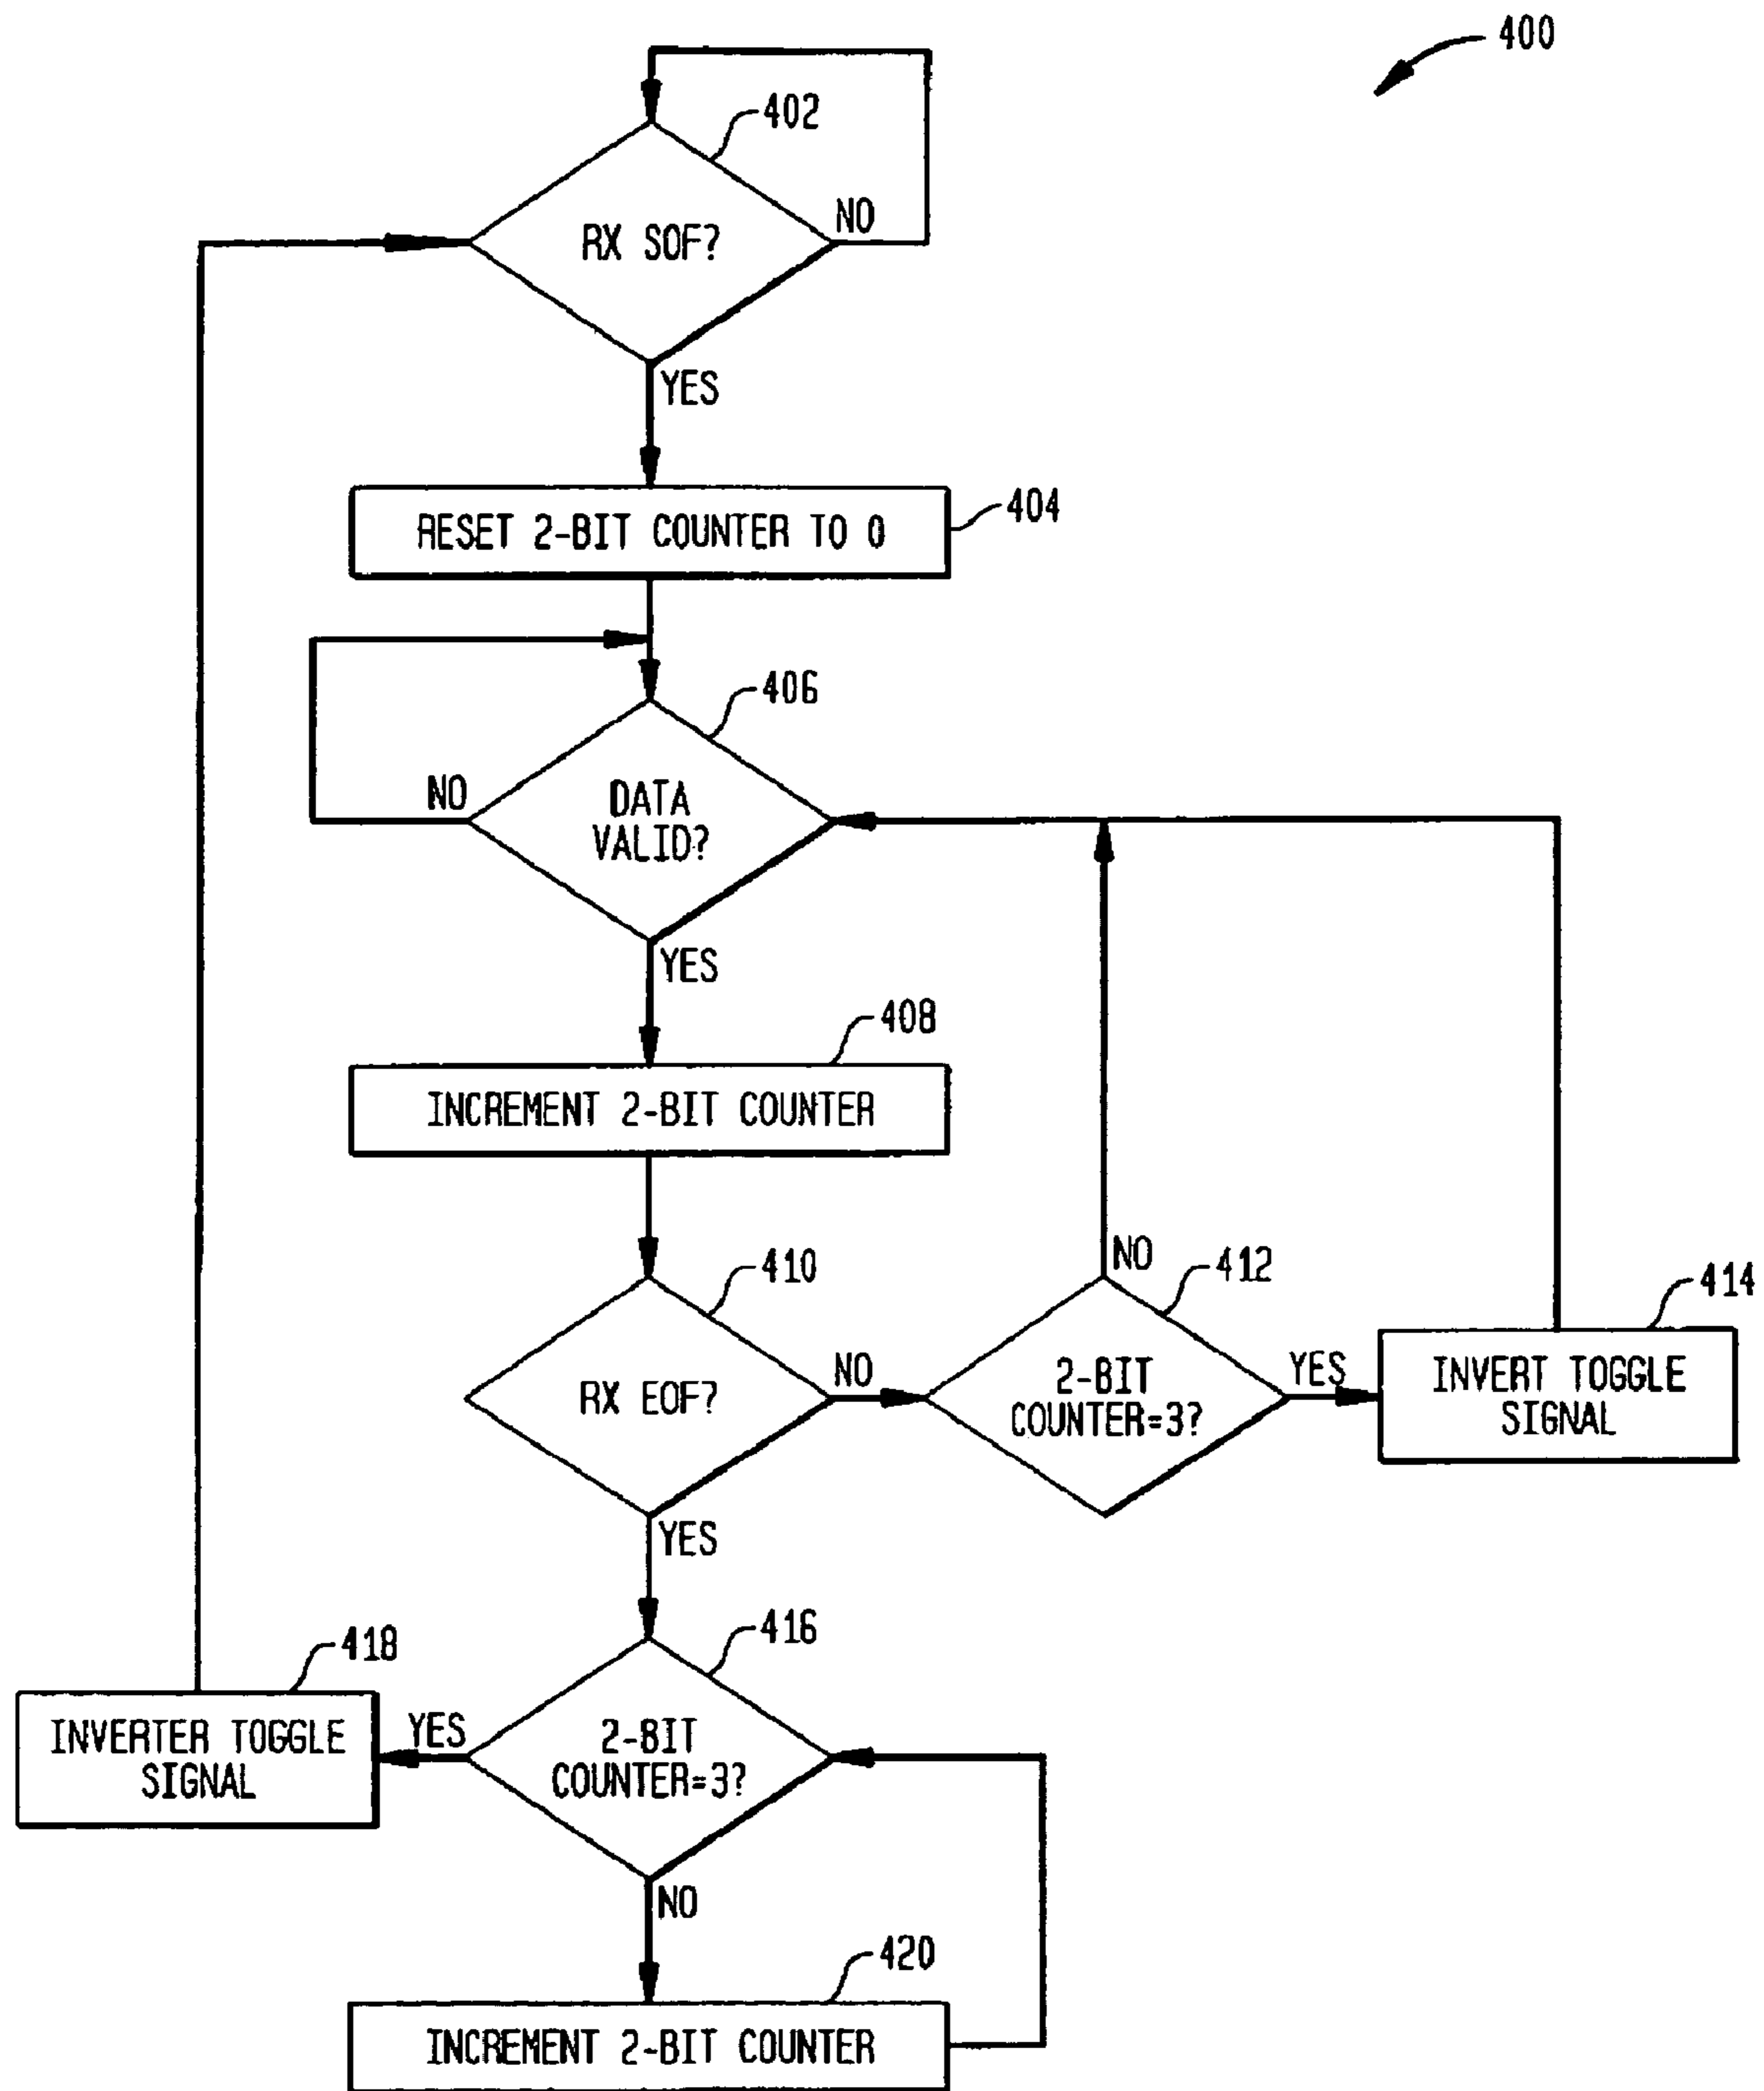 400
402
RX SOF?
NO
YES
RESET 2-BIT COUNTER TO 0
404
406
NO
DATA
VALID?
YES
408
INCREMENT 2-BIT COUNTER
410
RX EOF?
NO
YES
412
NO
2-BIT
COUNTER=3?
YES
414
INVERT TOGGLE
SIGNAL
416
2-BIT
COUNTER=3?
YES
NO
418
INVERTER TOGGLE
SIGNAL
420
INCREMENT 2-BIT COUNTER